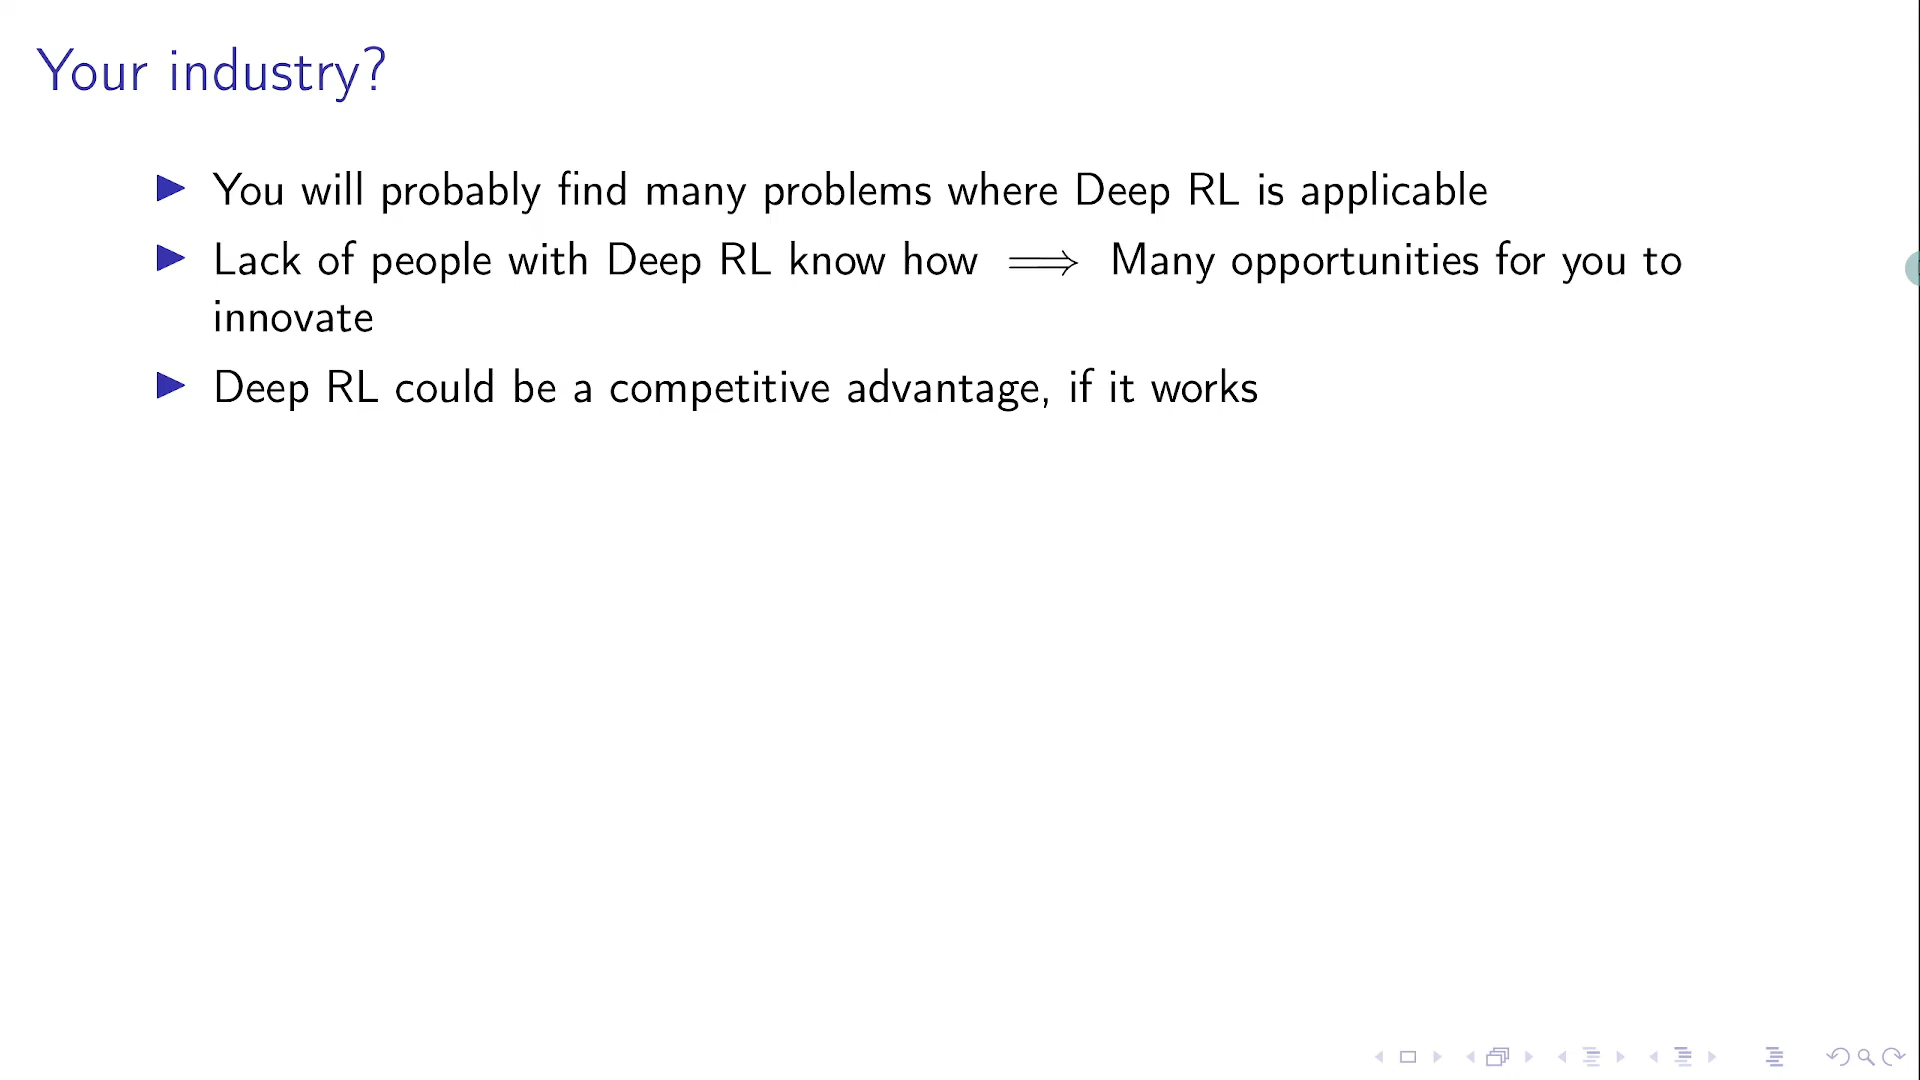 Your industry?
You will probably find many problems where Deep RL is applicable
Lack of people with Deep RL know how ⟹ Many opportunities for you to
innovate
Deep RL could be a competitive advantage, if it works